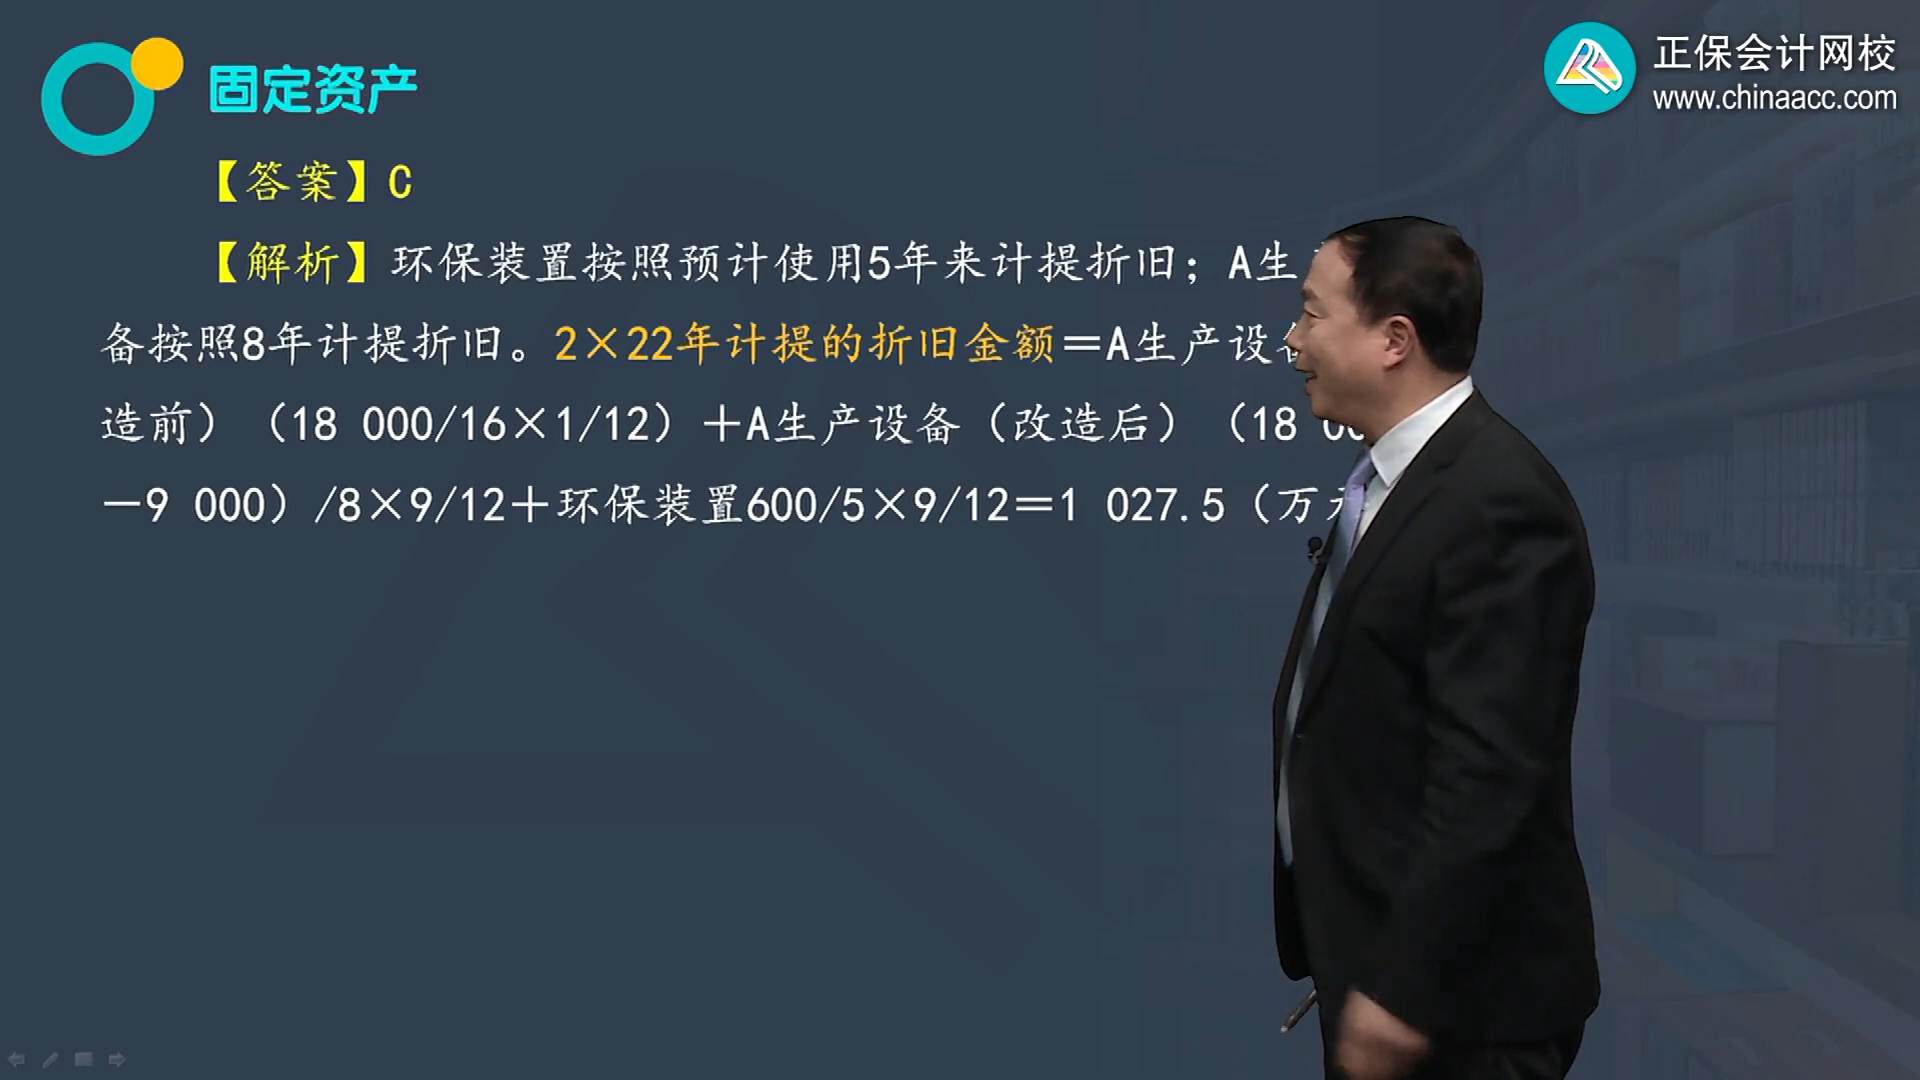 固定资产
正保会计网校
www.chinaacc.com
【答案】C
【解析】环保装置按照预计使用5年来计提折旧；A生
备按照8年计提折旧。2×22年计提的折旧金额＝A生产设备
造前）（18 000/16×1/12）＋A生产设备（改造后）（18 00
－9 000）/8×9/12＋环保装置600/5×9/12＝1 027.5（万元